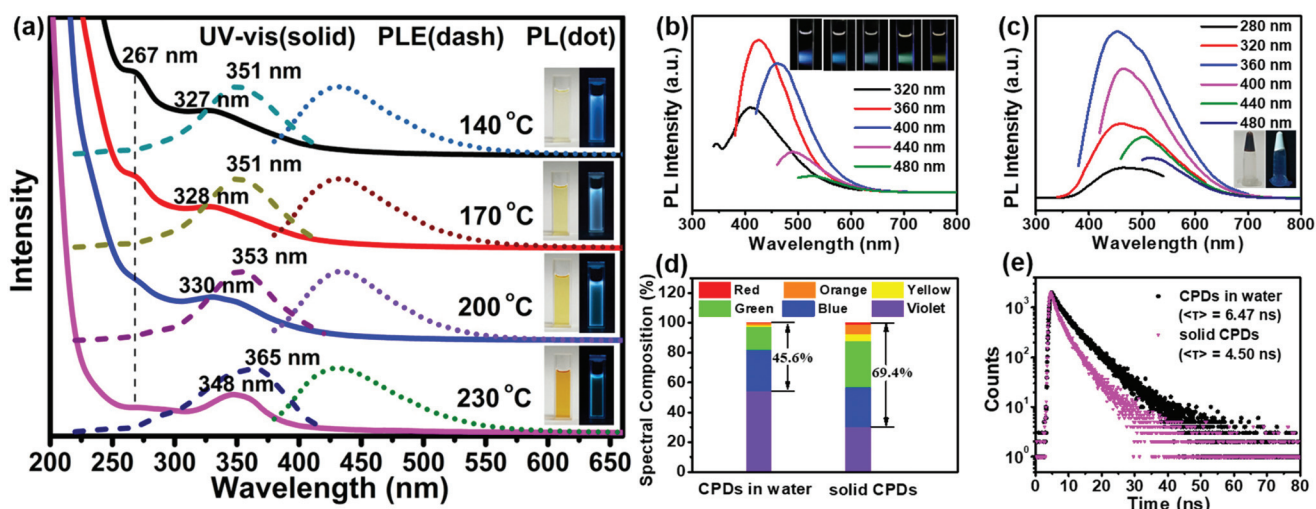 (a)
UV-vis(solid) PLE(dash) PL(dot)
267 nm
351 nm
327 nm
140 °C
351 nm
328 nm
170 °C
353 nm
330 nm
200 °C
365 nm
348 nm
230 °C
Intensity
200 250 300 350 400 450 500 550 600 650
Wavelength (nm)
(b)
PL Intensity (a.u.)
320 nm
360 nm
400 nm
440 nm
480 nm
300 400 500 600 700 800
Wavelength (nm)
(c)
PL Intensity (a.u.)
280 nm
320 nm
360 nm
400 nm
440 nm
480 nm
300 400 500 600 700 800
Wavelength (nm)
(d)
Spectral Composition (%)
Red Orange Yellow
Green Blue Violet
100
80
60
40
20
0
45.6%
69.4%
CPDs in water solid CPDs
(e)
Counts
10³
10²
10¹
10⁰
CPDs in water
(<τ> = 6.47 ns)
solid CPDs
(<τ> = 4.50 ns)
0 10 20 30 40 50 60 70 80
Time (ns)